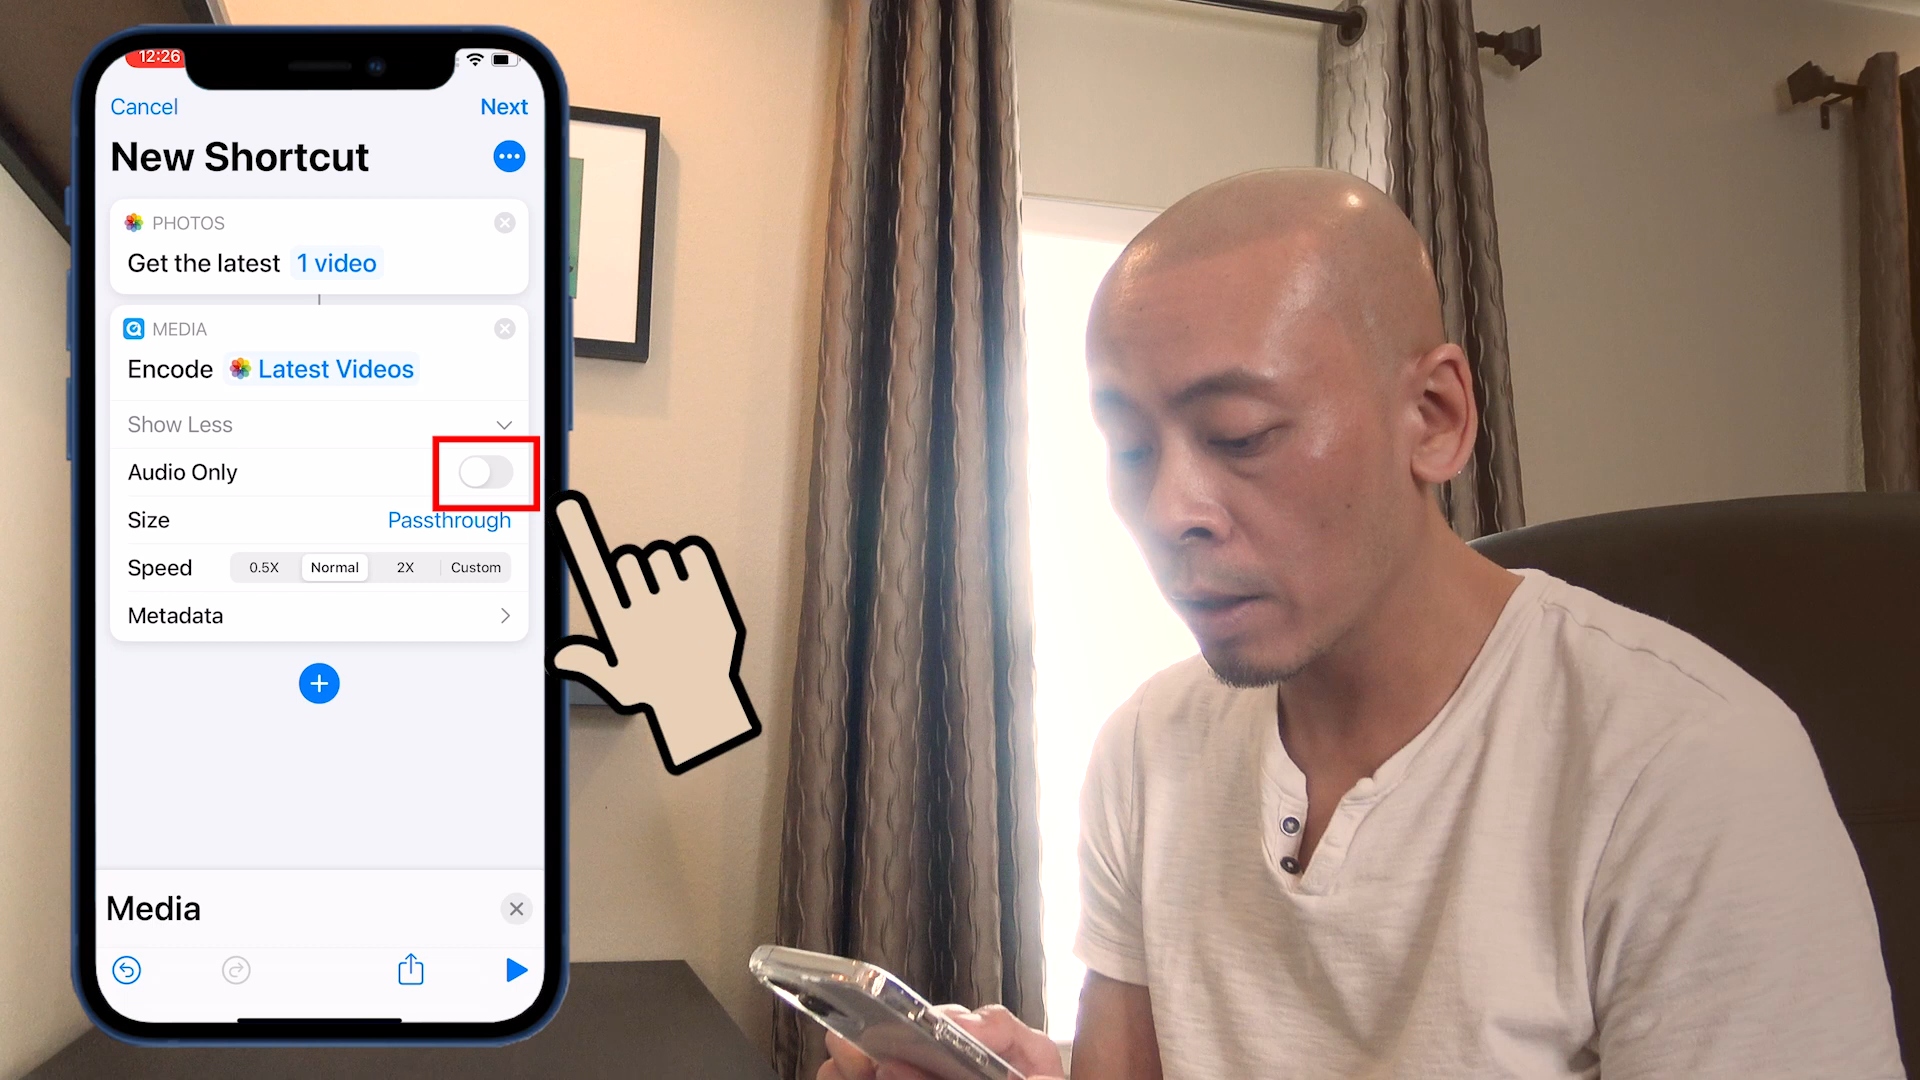 12:26
Cancel Next
New Shortcut
PHOTOS
Get the latest 1 video
MEDIA
Encode Latest Videos
Show Less
Audio Only
Size Passthrough
Speed 0.5X Normal 2X Custom
Metadata
Media